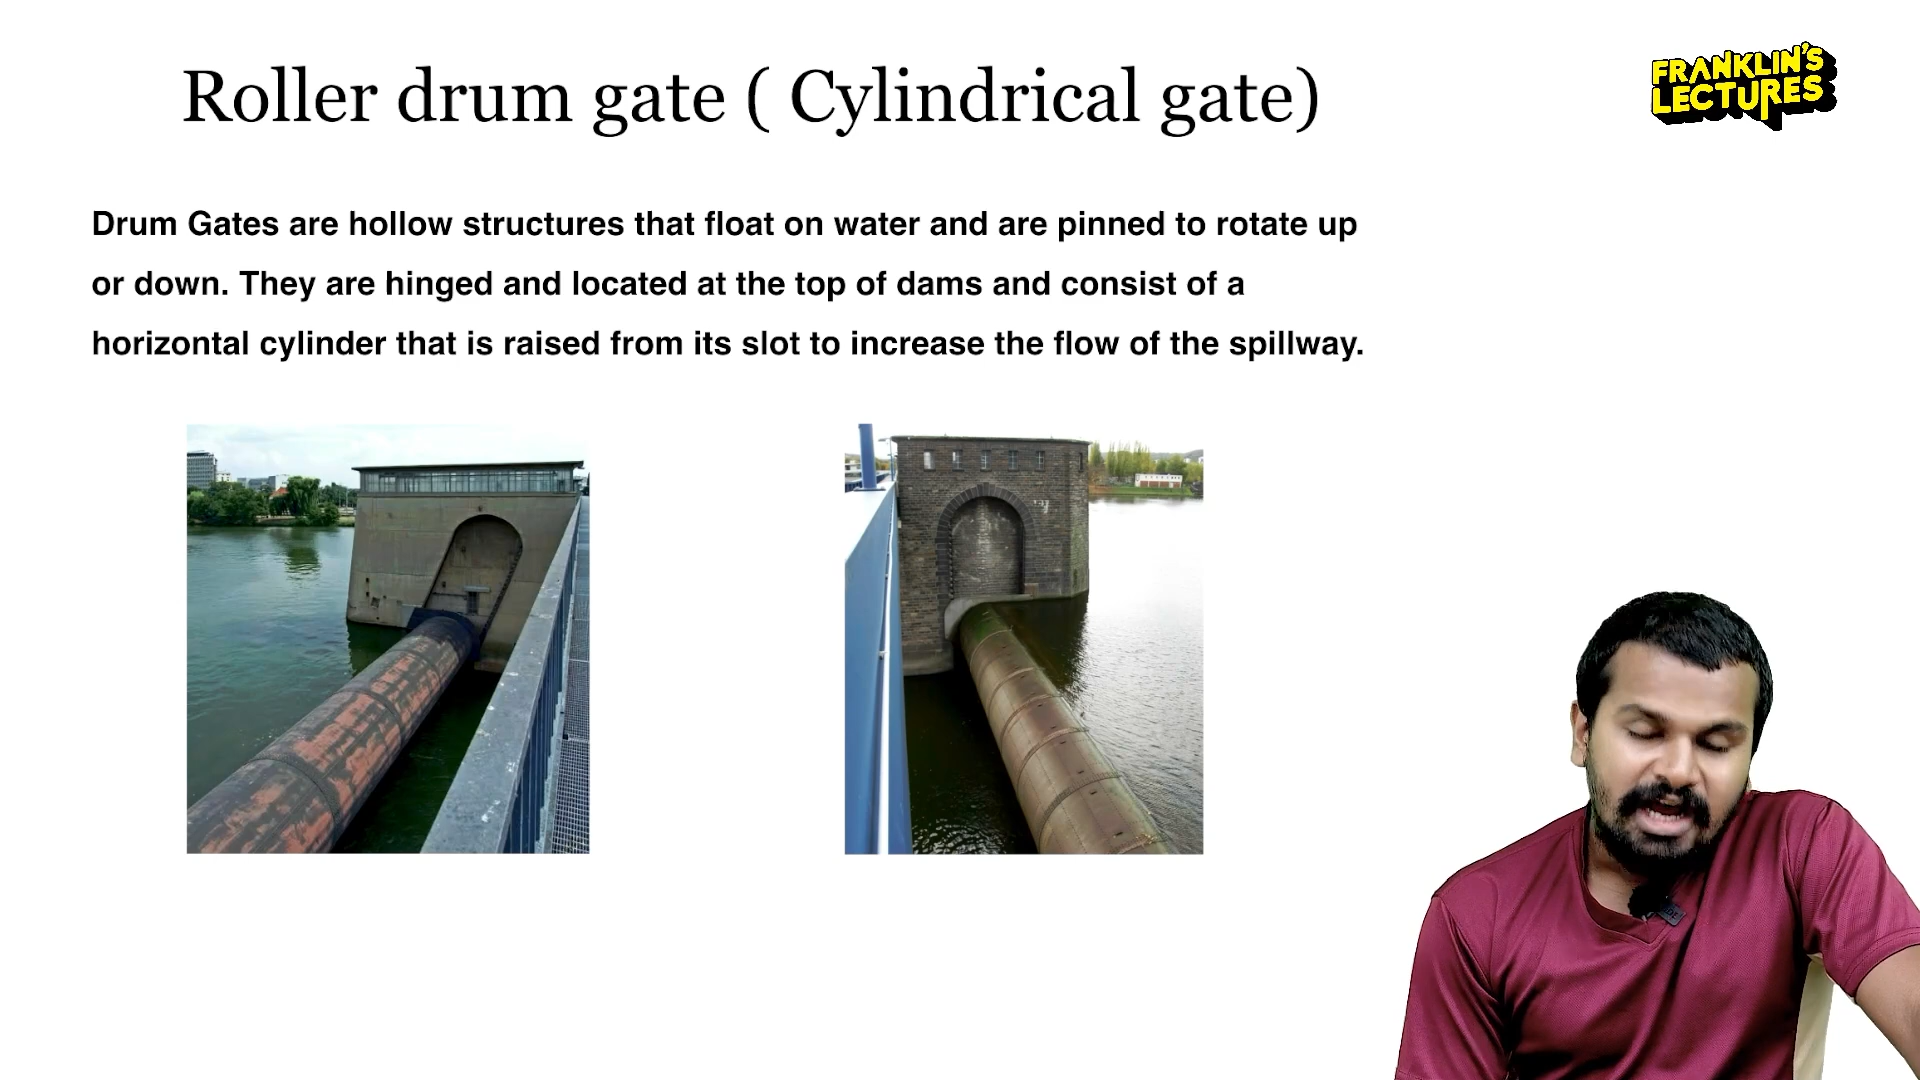 Roller drum gate ( Cylindrical gate)
FRANKLIN'S
LECTURES
Drum Gates are hollow structures that float on water and are pinned to rotate up
or down. They are hinged and located at the top of dams and consist of a
horizontal cylinder that is raised from its slot to increase the flow of the spillway.